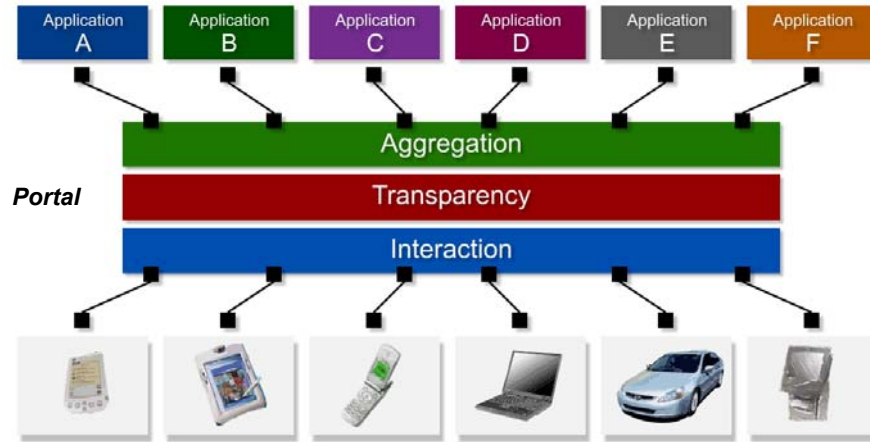 Application
A
Application
B
Application
C
Application
D
Application
E
Application
F
Aggregation
Portal
Transparency
Interaction